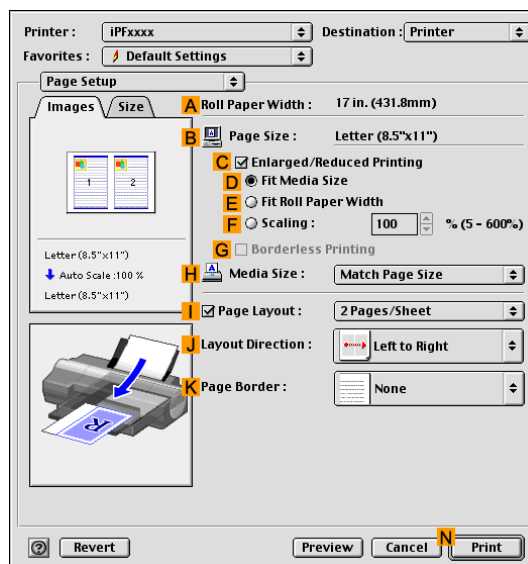 Printer : iPFxxxx Destination : Printer
Favorites : Default Settings
Page Setup
Images Size
A Roll Paper Width : 17 in. (431.8mm)
B Page Size : Letter (8.5"x11")
C Enlarged/Reduced Printing
D Fit Media Size
E Fit Roll Paper Width
F Scaling : 100 % (5 - 600%)
G Borderless Printing
1 2
Letter (8.5"x11")
Auto Scale :100 %
Letter (8.5"x11")
H Media Size : Match Page Size
I Page Layout : 2 Pages/Sheet
J Layout Direction : Left to Right
K Page Border : None
R
N
? Revert Preview Cancel Print